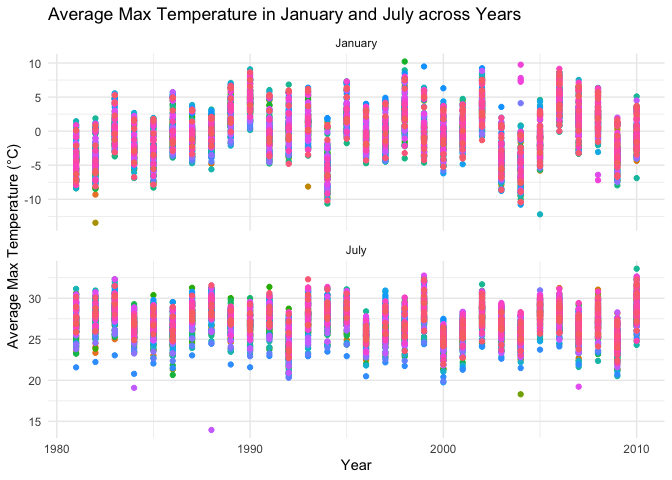 Average Max Temperature in January and July across Years
January
10
5
0
-5
-10
July
30
25
20
15
Average Max Temperature (°C)
1980
1990
2000
2010
Year